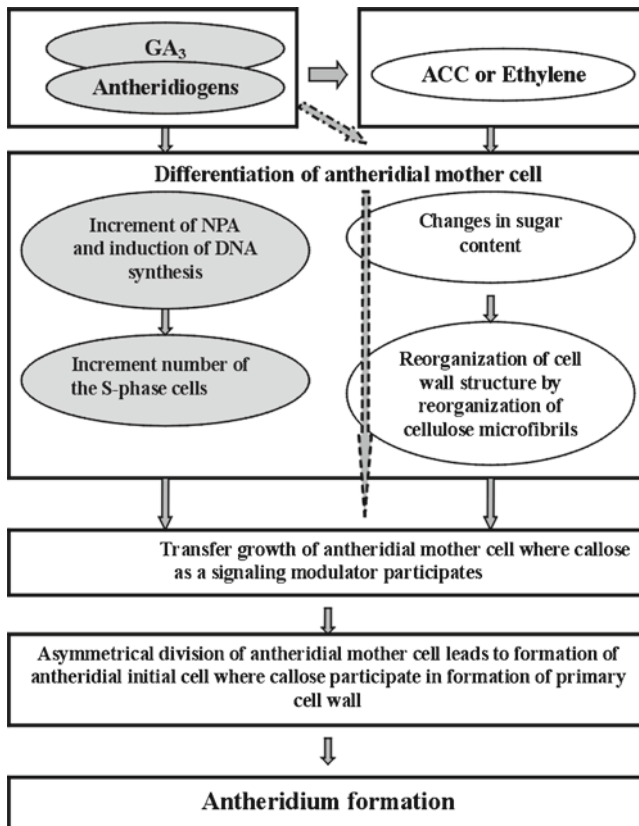 GA₃
Antheridiogens
ACC or Ethylene
Differentiation of antheridial mother cell
Increment of NPA
and induction of DNA
synthesis
Changes in sugar
content
Increment number of
the S-phase cells
Reorganization of cell
wall structure by
reorganization of
cellulose microfibrils
Transfer growth of antheridial mother cell where callose
as a signaling modulator participates
Asymmetrical division of antheridial mother cell leads to formation of
antheridial initial cell where callose participate in formation of primary
cell wall
Antheridium formation